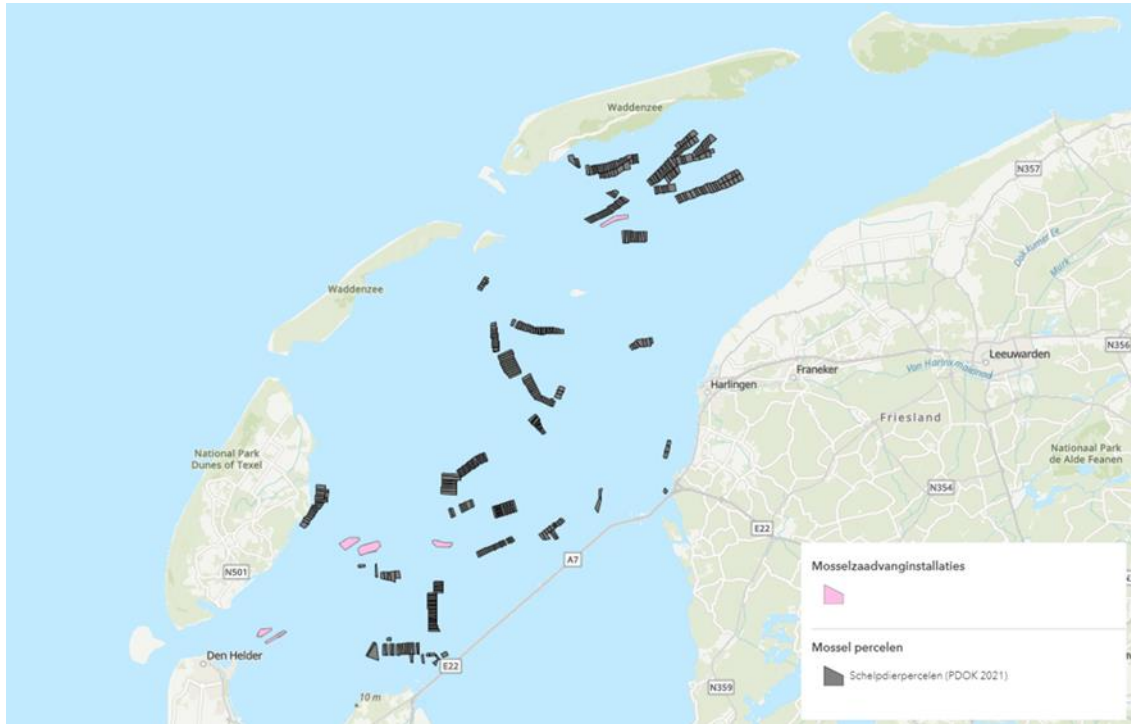 Waddenzee
N357
Dokkumer Ee
Murk
Waddenzee
N356
Leeuwarden
Van Harinxmakanaal
Franeker
Harlingen
Friesland
National Park
Dunes of Texel
Nationaal Park
de Alde Feanen
N354
E22
A7
N501
Den Helder
E22
10 m
N359
Mosselzaadvanginstallaties
Mossel percelen
Schelpdierpercelen (PDOK 2021)